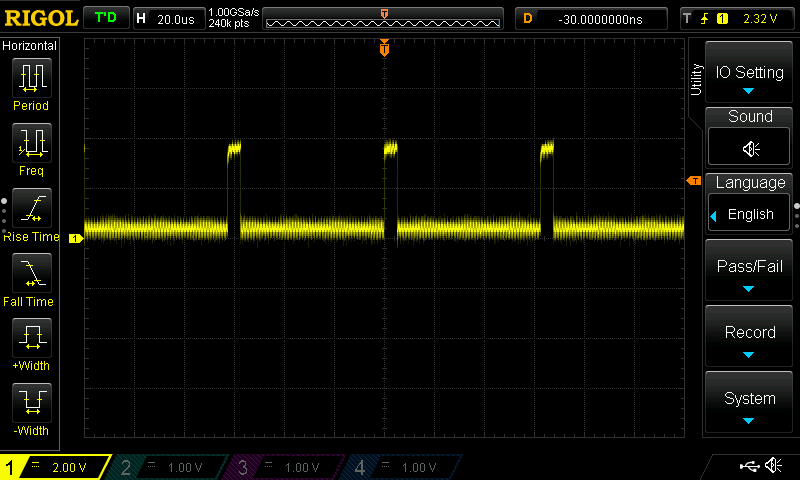 RIGOL T'D H 20.0us 1.00GSa/s 240k pts T D -30.0000000ns T 1 2.32 V
Horizontal
T
Period
Freq
Rise Time
Fall Time
+Width
-Width
1
T
Utility
IO Setting
Sound
Language
English
Pass/Fail
Record
System
1 2.00 V 2 1.00 V 3 1.00 V 4 1.00 V